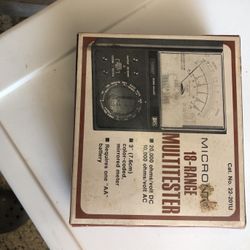 Cat. No. 22-201U
MICRONTA
18-RANGE
MULTITESTER
• 20,000 ohms/volt DC
10,000 ohms/volt AC
• 3" (7.6cm)
color-coded,
mirrored meter
• Requires one "AA"
battery